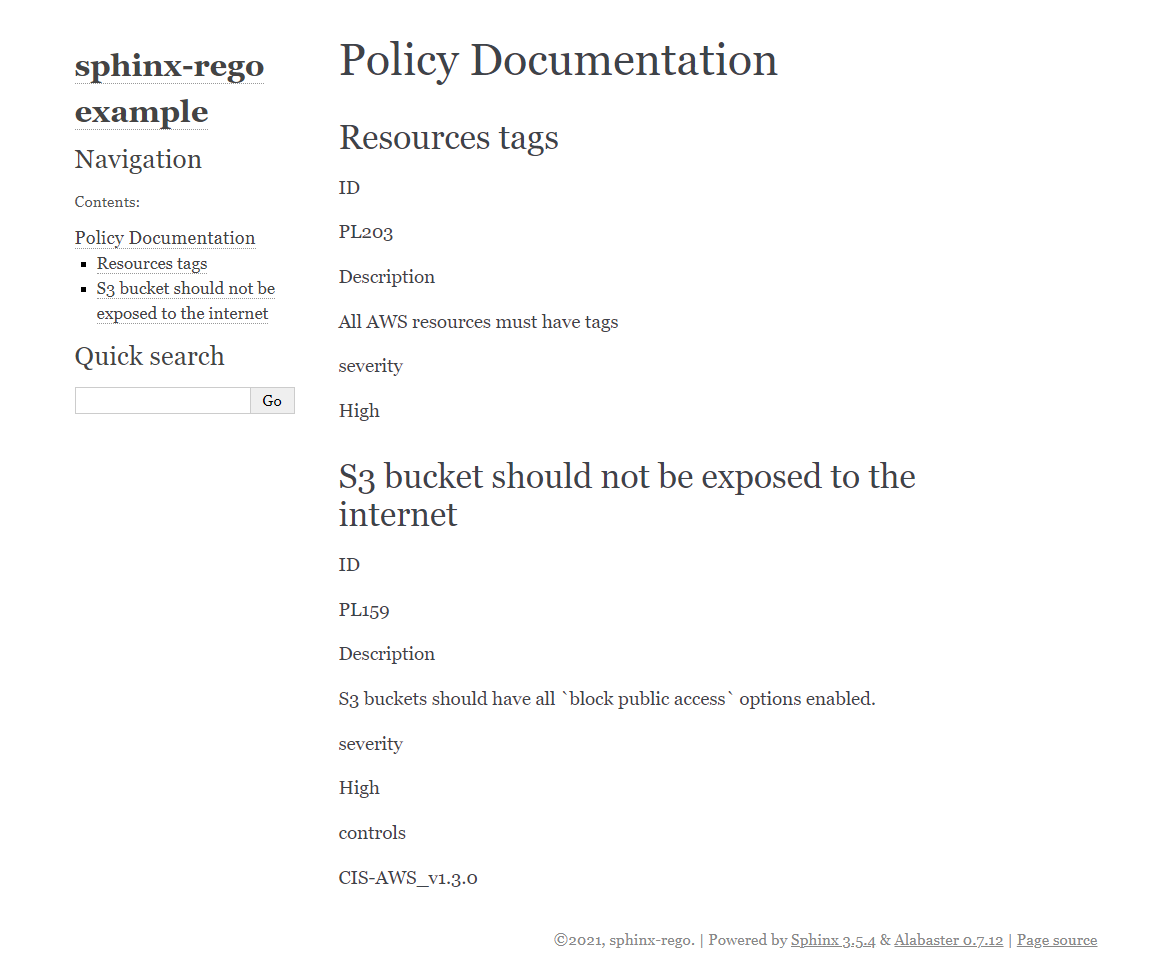 sphinx-rego
example
Navigation
Contents:
Policy Documentation
Resources tags
S3 bucket should not be
exposed to the internet
Quick search
Go
Policy Documentation
Resources tags
ID
PL203
Description
All AWS resources must have tags
severity
High
S3 bucket should not be exposed to the
internet
ID
PL159
Description
S3 buckets should have all `block public access` options enabled.
severity
High
controls
CIS-AWS_v1.3.0
©2021, sphinx-rego. | Powered by Sphinx 3.5.4 & Alabaster 0.7.12 | Page source